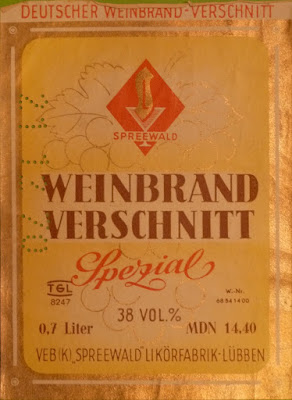 DEUTSCHER WEINBRAND-VERSCHNITT
SPREEWALD
WEINBRAND
VERSCHNITT
Spezial
TGL
8247
W.-Nr.
38 VOL.%
0,7 Liter
MDN 14,40
VEB (K) „SPREEWALD" LIKÖRFABRIK-LÜBBEN